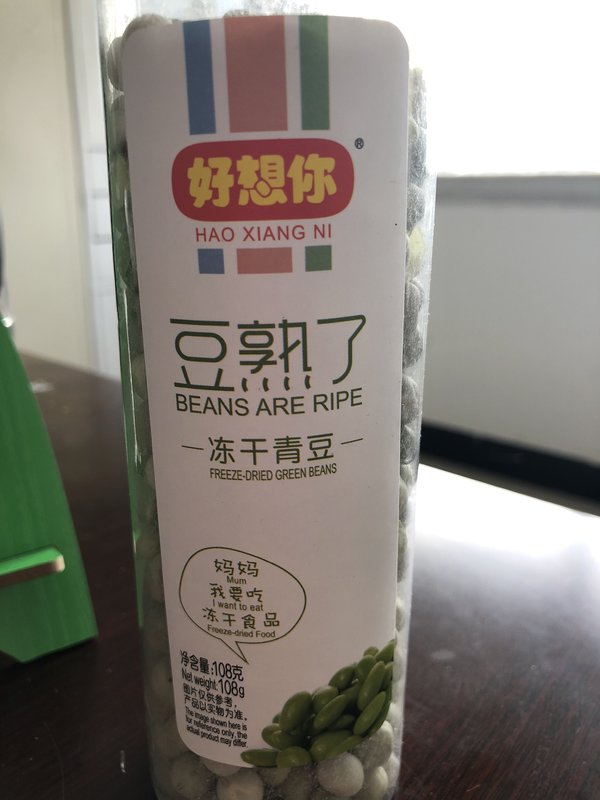 好想你®
HAO XIANG NI
豆熟了
BEANS ARE RIPE
冻干青豆
FREEZE-DRIED GREEN BEANS
妈妈
Mum
我要吃
I want to eat
冻干食品
Freeze-dried Food
净含量:108克
Net weight:108g
图片仅供参考,
产品以实物为准。
The image shown here is
for reference only, the
actual product may differ.